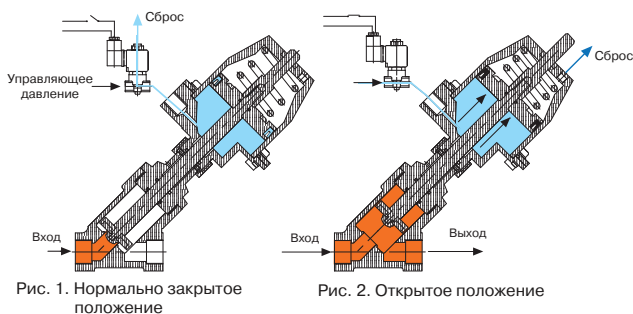 Сброс
Управляющее
давление
Вход
Рис. 1. Нормально закрытое
положение
Сброс
Вход
Выход
Рис. 2. Открытое положение